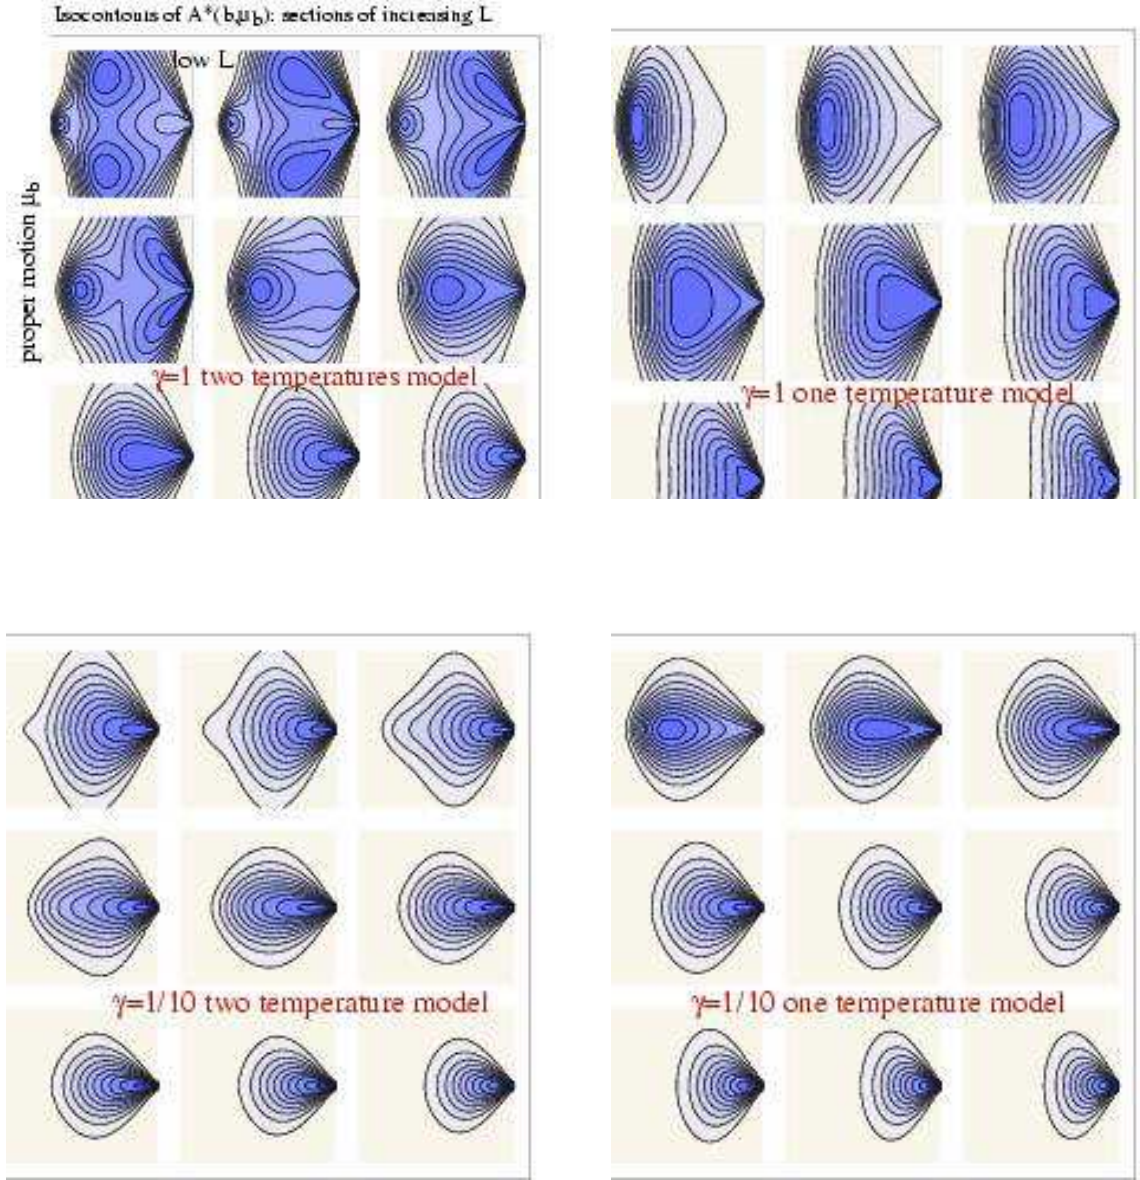 Isocontours of A*(b,μb): sections of increasing L
low L
proper motion μb
γ=1 two temperatures model
γ=1 one temperature model
γ=1/10 two temperature model
γ=1/10 one temperature model